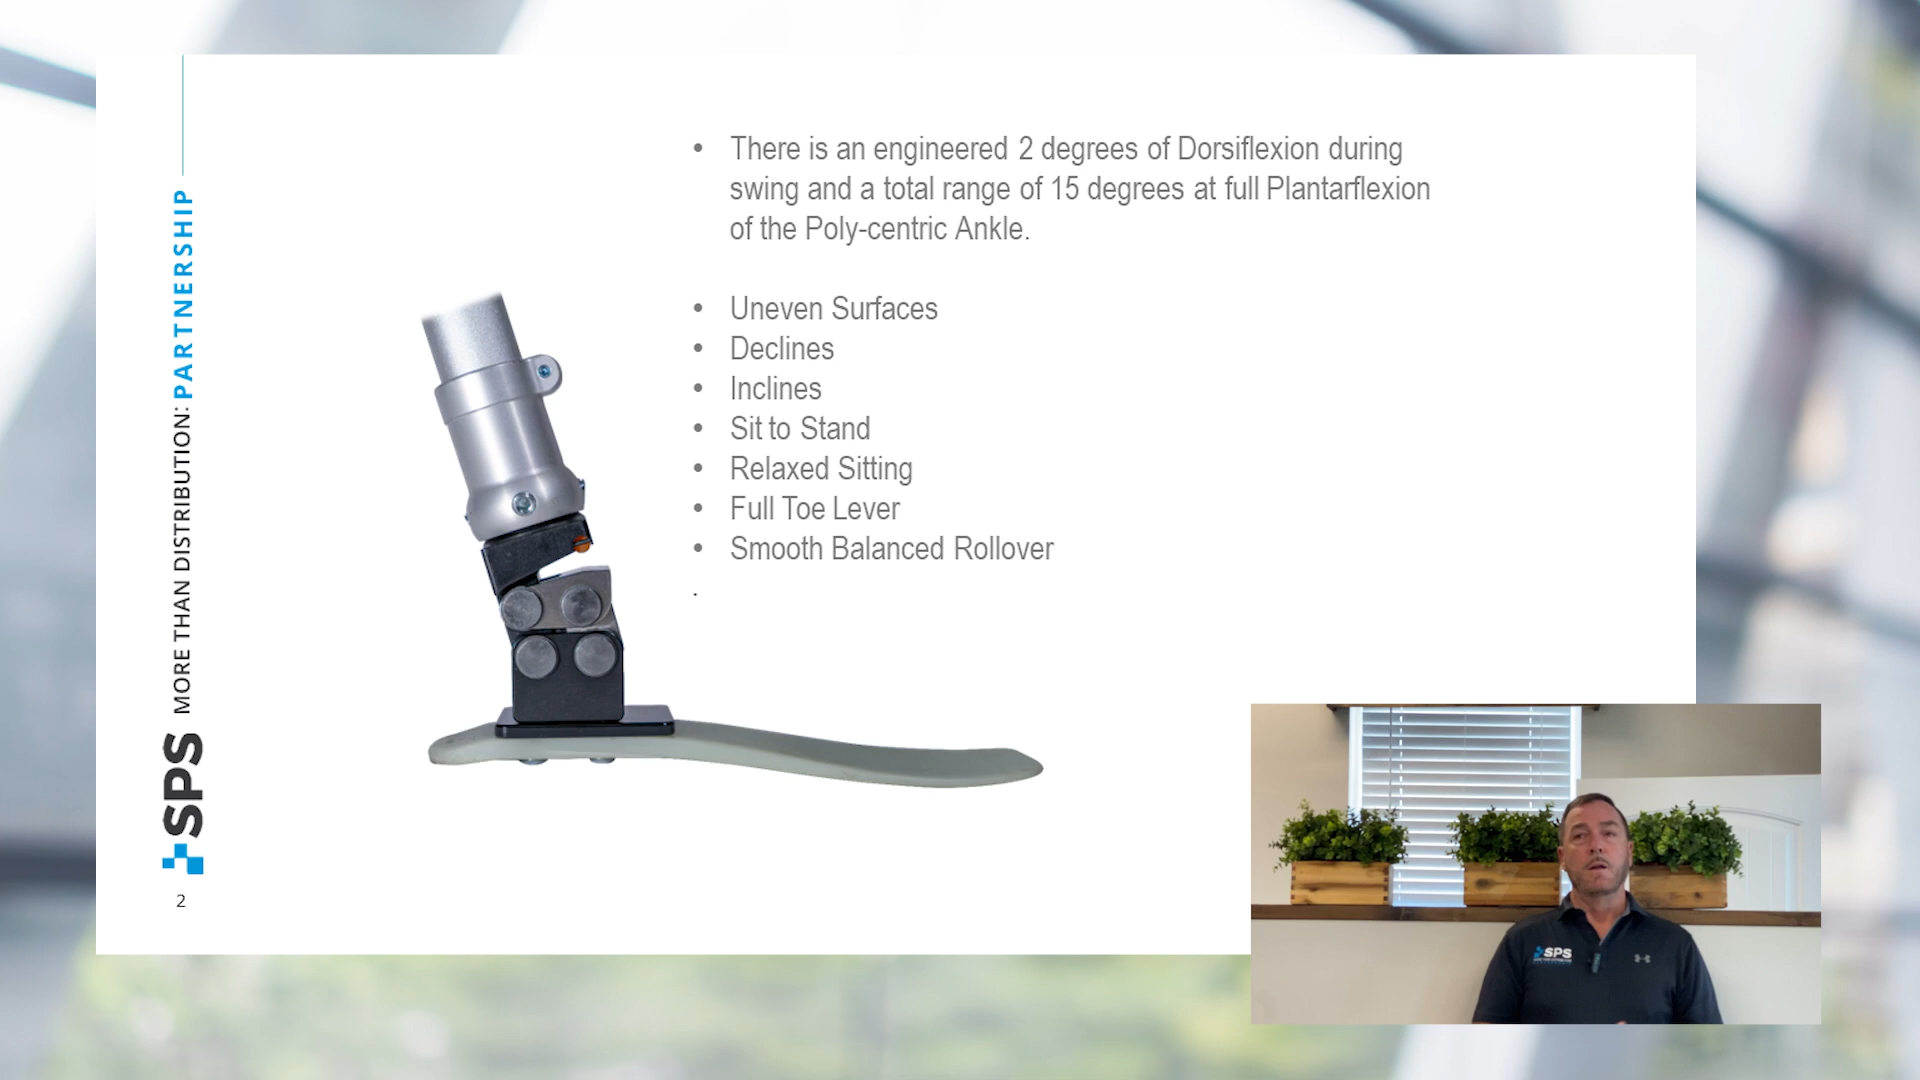 • There is an engineered 2 degrees of Dorsiflexion during
swing and a total range of 15 degrees at full Plantarflexion
of the Poly-centric Ankle.
• Uneven Surfaces
• Declines
• Inclines
• Sit to Stand
• Relaxed Sitting
• Full Toe Lever
• Smooth Balanced Rollover
.
SPS MORE THAN DISTRIBUTION: PARTNERSHIP
2
SPS